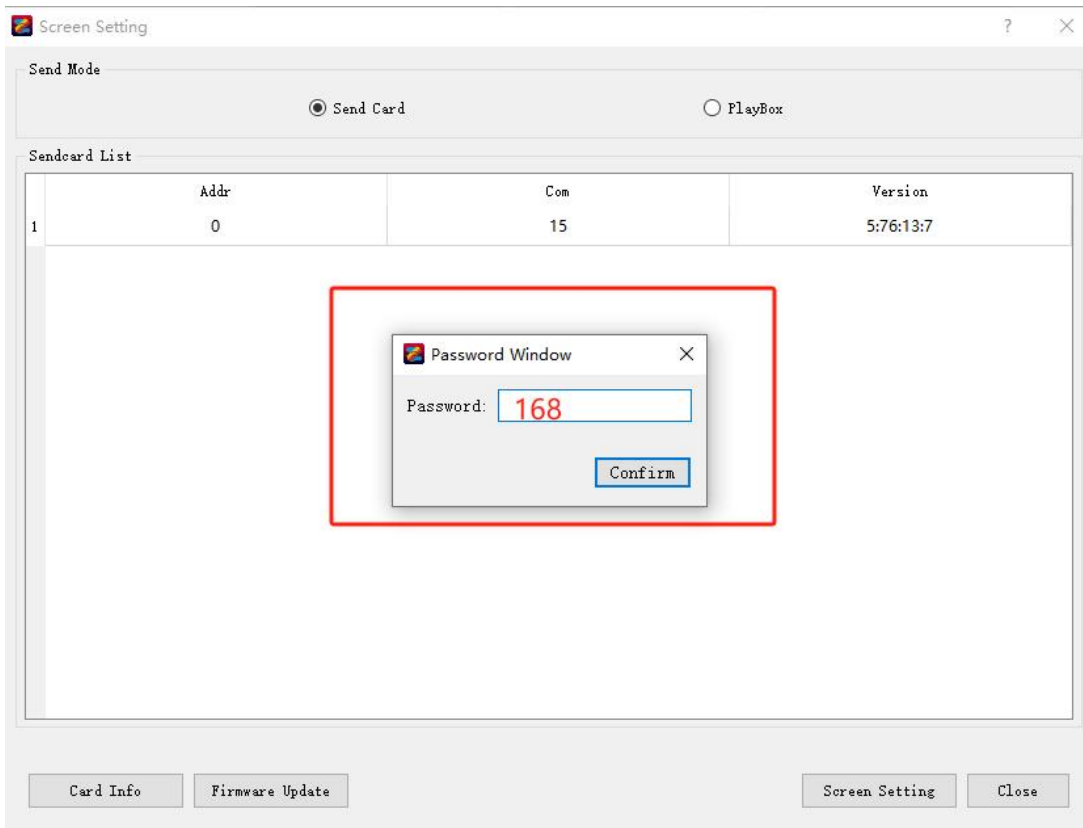 Screen Setting ?
Send Mode
Send Card PlayBox
Sendcard List
Addr Com Version
1 0 15 5:76:13:7
Password Window
Password: 168
Confirm
Card Info Firmware Update Screen Setting Close